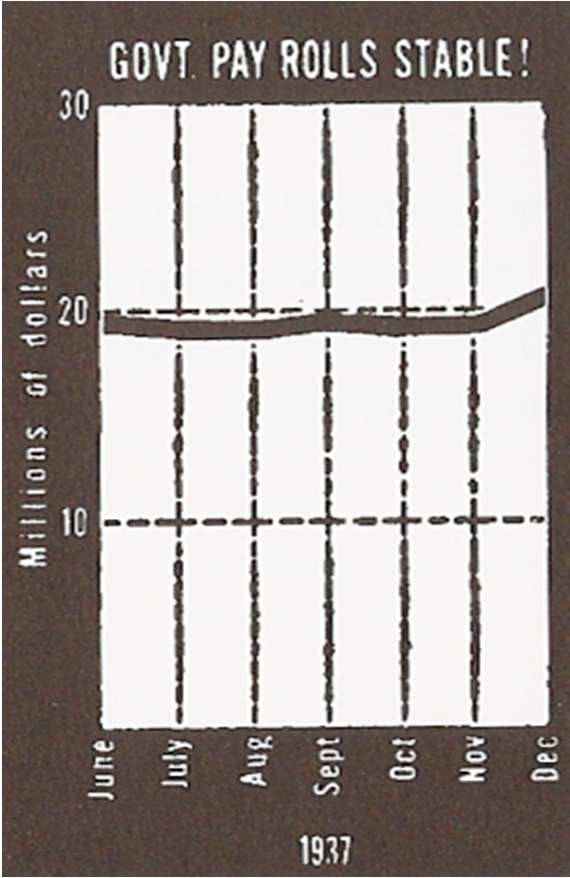 GOVT. PAY ROLLS STABLE!
30
20
10
Millions of dollars
June
July
Aug
Sept
Oct
Nov
Dec
1937